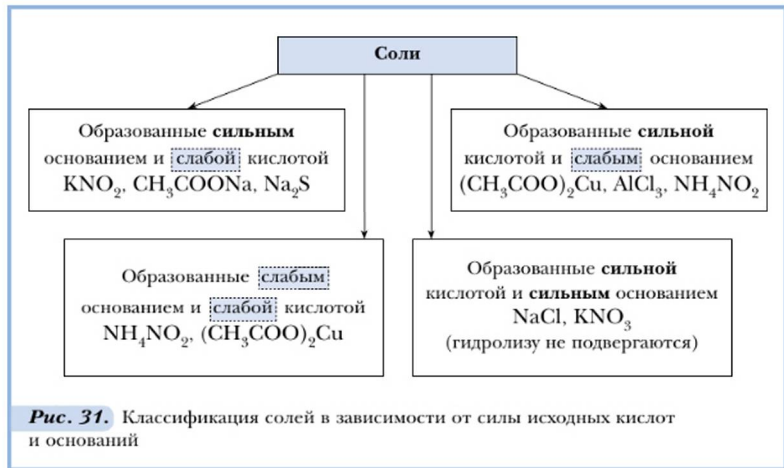 Соли
Образованные сильным
основанием и слабой кислотой
KNO₂, CH₃COONa, Na₂S
Образованные сильной
кислотой и слабым основанием
(CH₃COO)₂Cu, AlCl₃, NH₄NO₂
Образованные слабым
основанием и слабой кислотой
NH₄NO₂, (CH₃COO)₂Cu
Образованные сильной
кислотой и сильным основанием
NaCl, KNO₃
(гидролизу не подвергаются)
Рис. 31. Классификация солей в зависимости от силы исходных кислот
и оснований